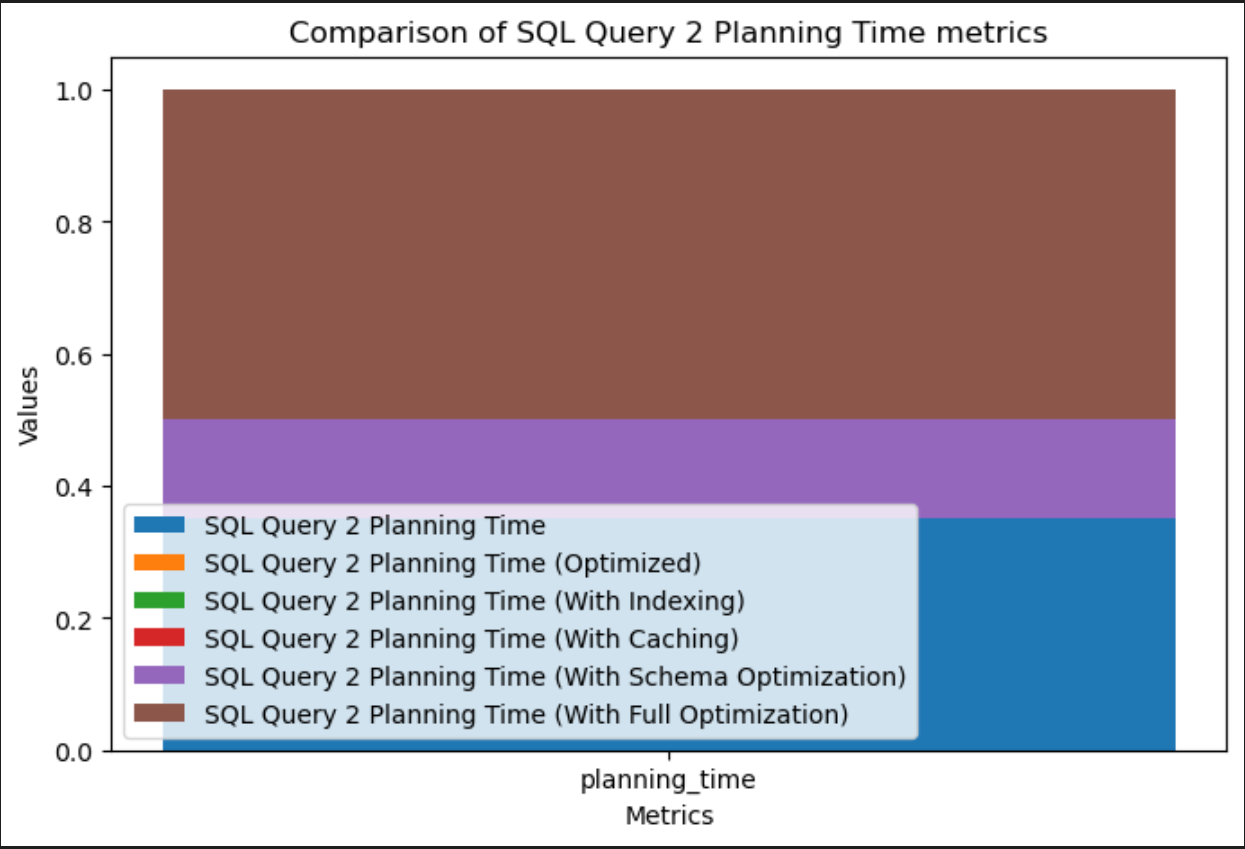 Comparison of SQL Query 2 Planning Time metrics
1.0
0.8
0.6
0.4
0.2
0.0
Values
SQL Query 2 Planning Time
SQL Query 2 Planning Time (Optimized)
SQL Query 2 Planning Time (With Indexing)
SQL Query 2 Planning Time (With Caching)
SQL Query 2 Planning Time (With Schema Optimization)
SQL Query 2 Planning Time (With Full Optimization)
planning_time
Metrics